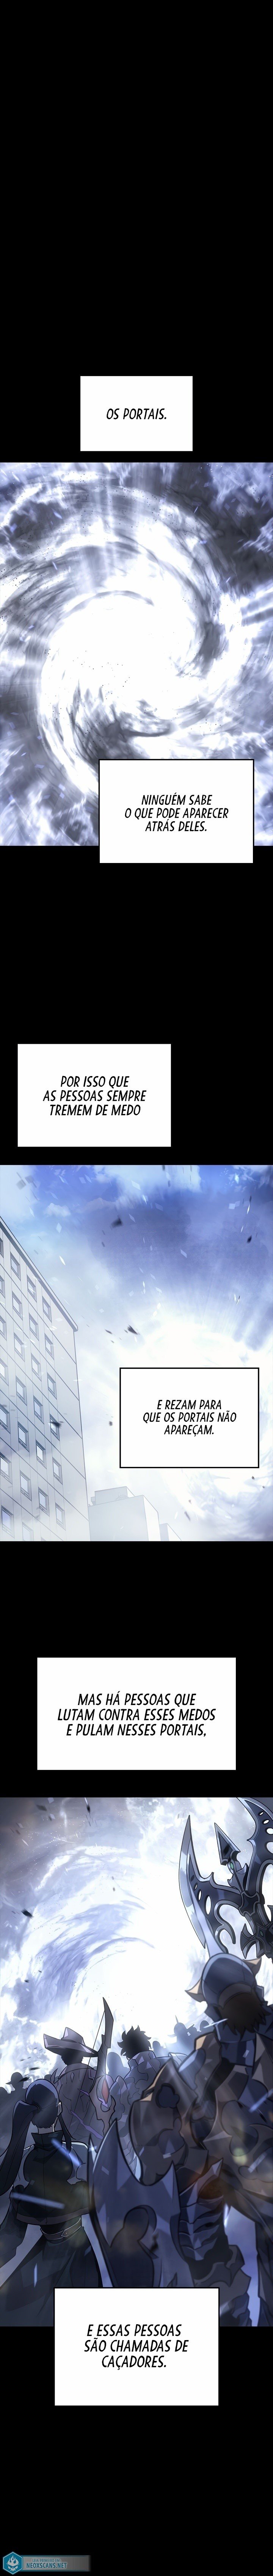 OS PORTAIS.
NINGUÉM SABE
O QUE PODE APARECER
ATRÁS DELES.
POR ISSO QUE
AS PESSOAS SEMPRE
TREMEM DE MEDO
E REZAM PARA
QUE OS PORTAIS NÃO
APAREÇAM.
MAS HÁ PESSOAS QUE
LUTAM CONTRA ESSES MEDOS
E PULAM NESSES PORTAIS,
E ESSAS PESSOAS
SÃO CHAMADAS DE
CAÇADORES.
NEOXSCANS.NET